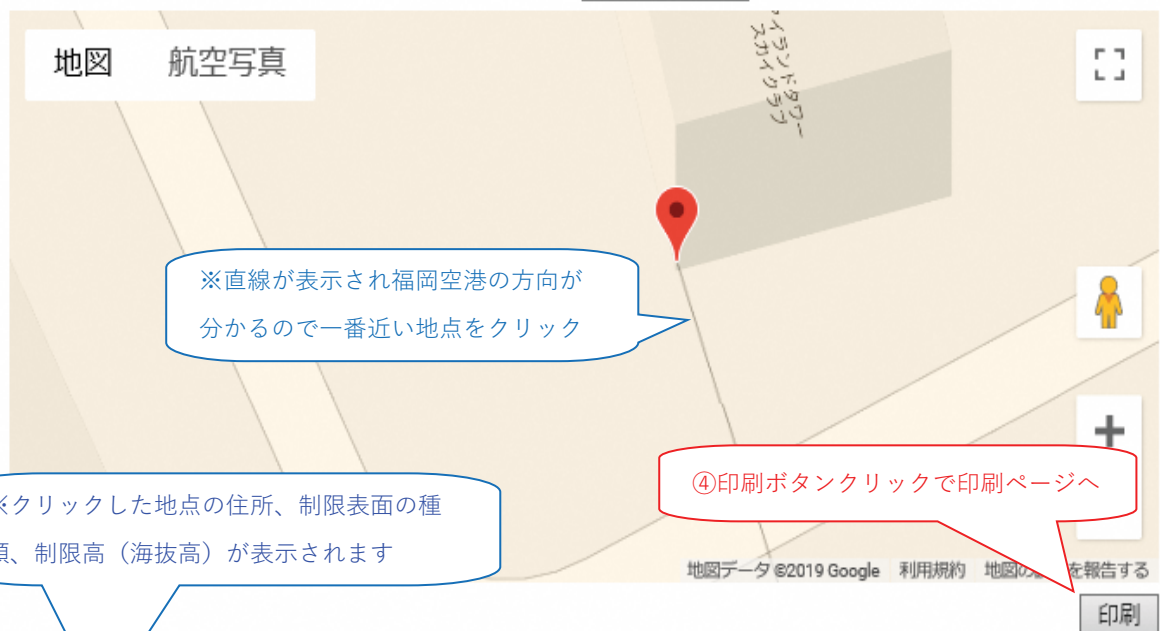 地図 航空写真
アイランドタワー
スカイクラブ
※直線が表示され福岡空港の方向が
分かるので一番近い地点をクリック
④印刷ボタンクリックで印刷ページへ
※クリックした地点の住所、制限表面の種
類、制限高（海抜高）が表示されます
地図データ ©2019 Google 利用規約 地図の を報告する
印刷